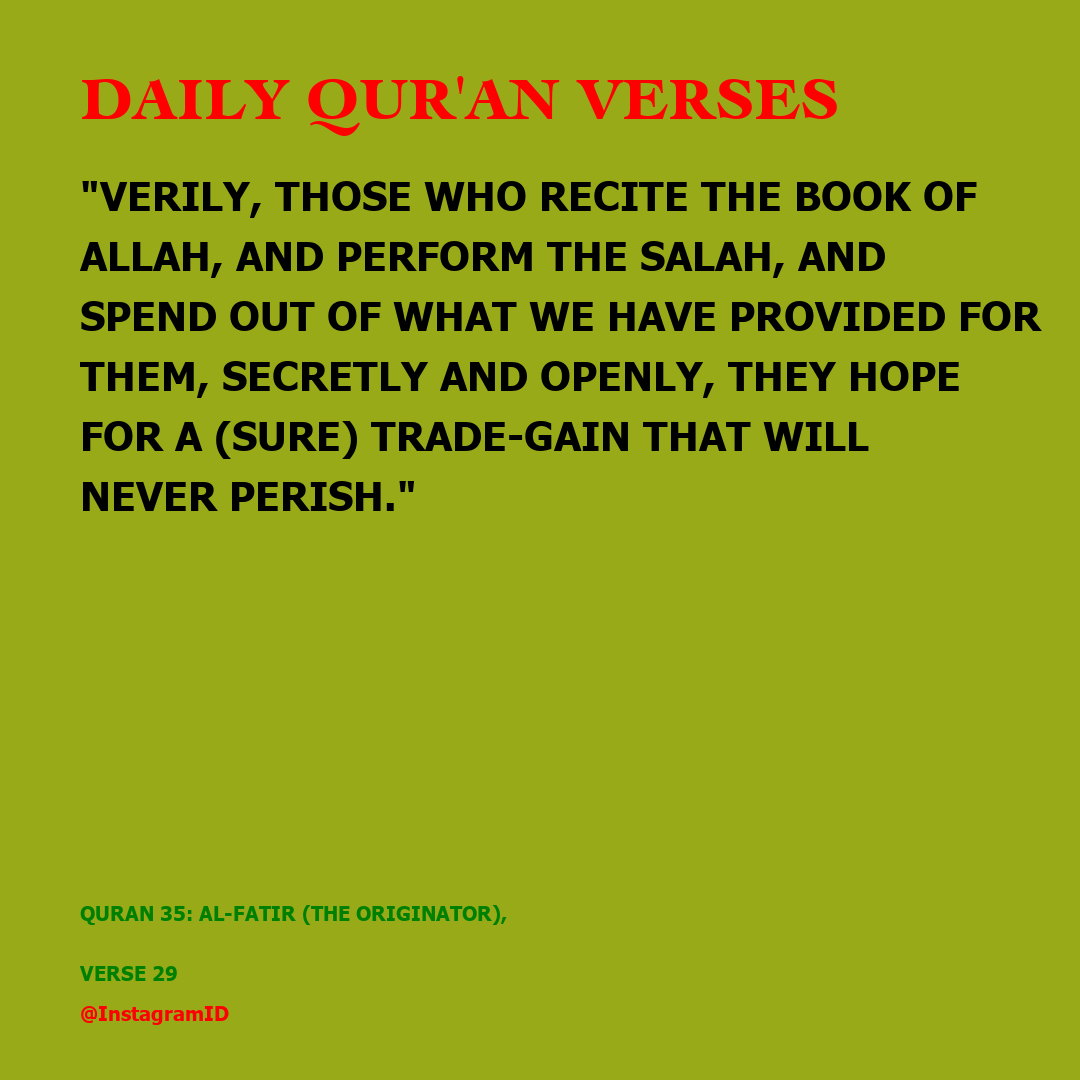 DAILY QUR'AN VERSES
"VERILY, THOSE WHO RECITE THE BOOK OF
ALLAH, AND PERFORM THE SALAH, AND
SPEND OUT OF WHAT WE HAVE PROVIDED FOR
THEM, SECRETLY AND OPENLY, THEY HOPE
FOR A (SURE) TRADE-GAIN THAT WILL
NEVER PERISH."
QURAN 35: AL-FATIR (THE ORIGINATOR),
VERSE 29
@InstagramID